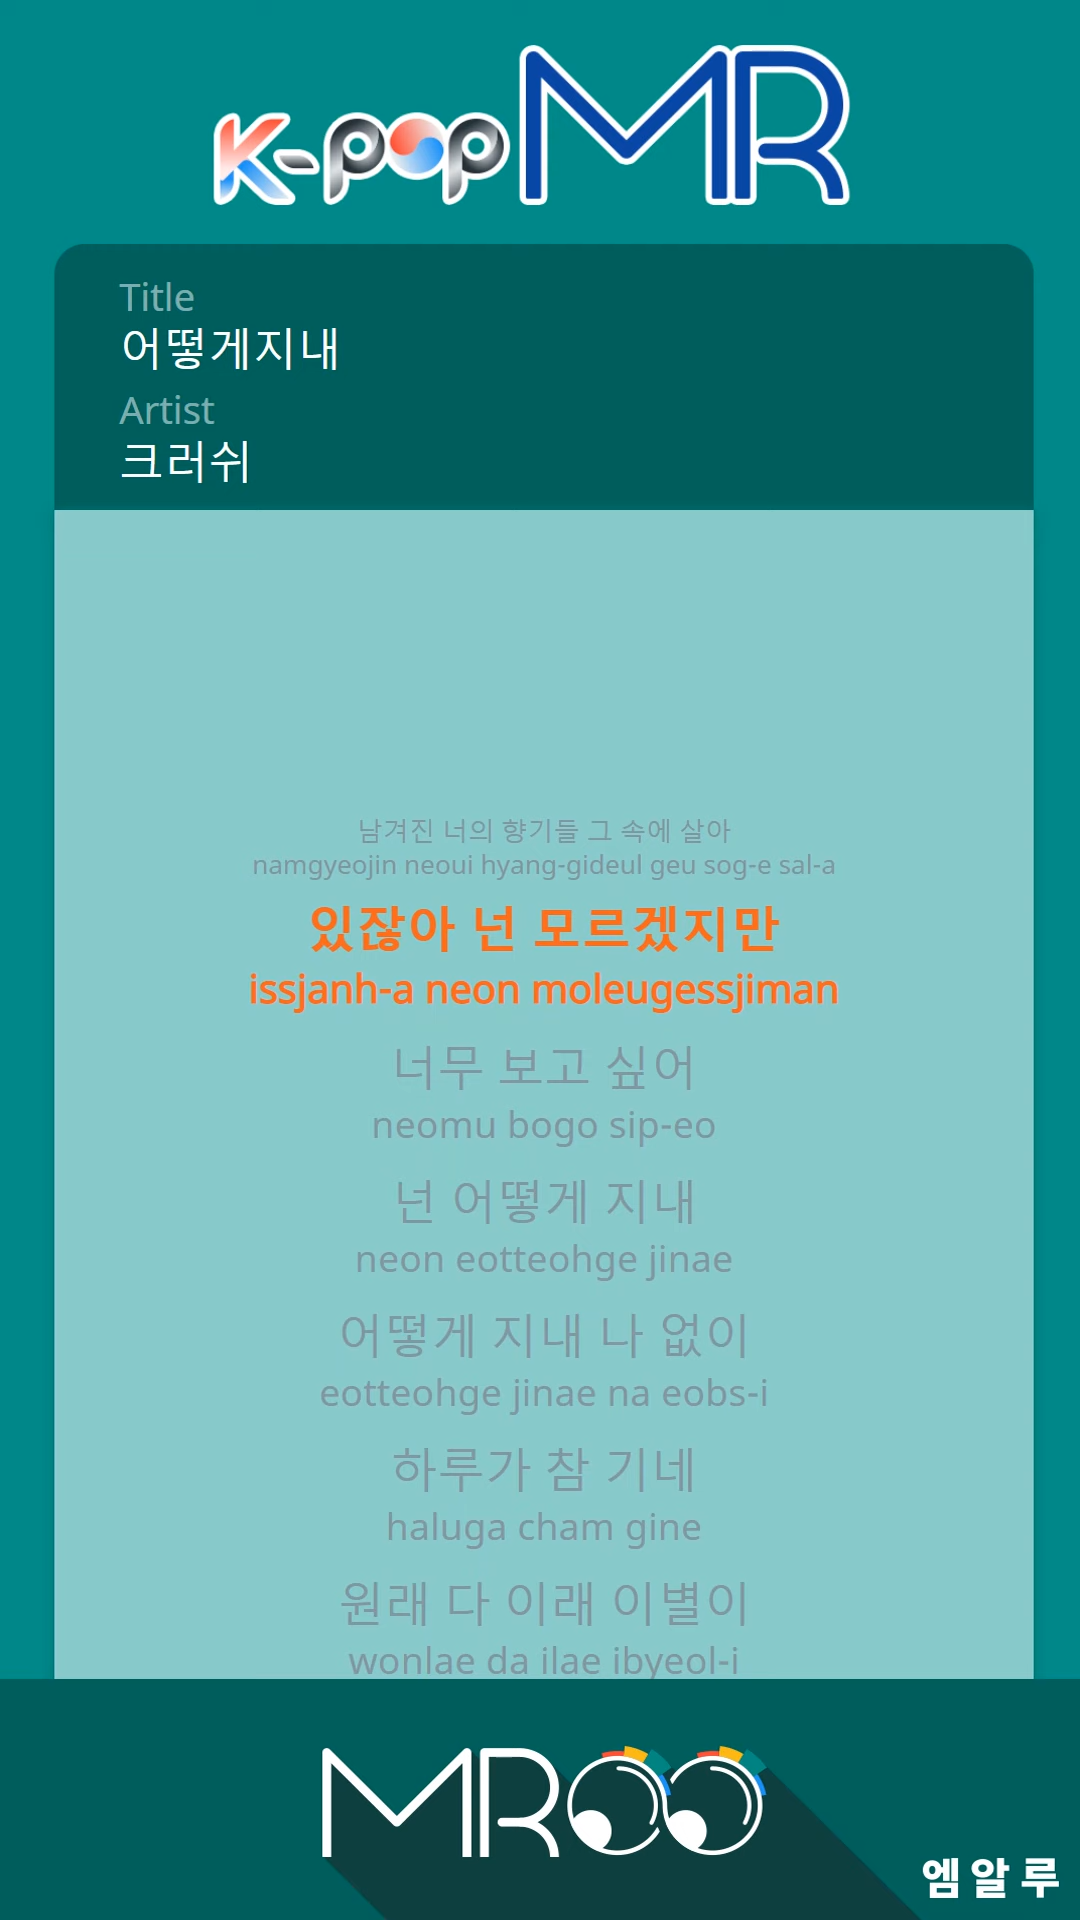 K-pop MR
Title
어떻게지내
Artist
크러쉬
남겨진 너의 향기들 그 속에 살아
namgyeojin neoui hyang-gideul geu sog-e sal-a
있잖아 넌 모르겠지만
issjanh-a neon moleugessjiman
너무 보고 싶어
neomu bogo sip-eo
넌 어떻게 지내
neon eotteohge jinae
어떻게 지내 나 없이
eotteohge jinae na eobs-i
하루가 참 기네
haluga cham gine
원래 다 이래 이별이
wonlae da ilae ibyeol-i
MROO
엠알루